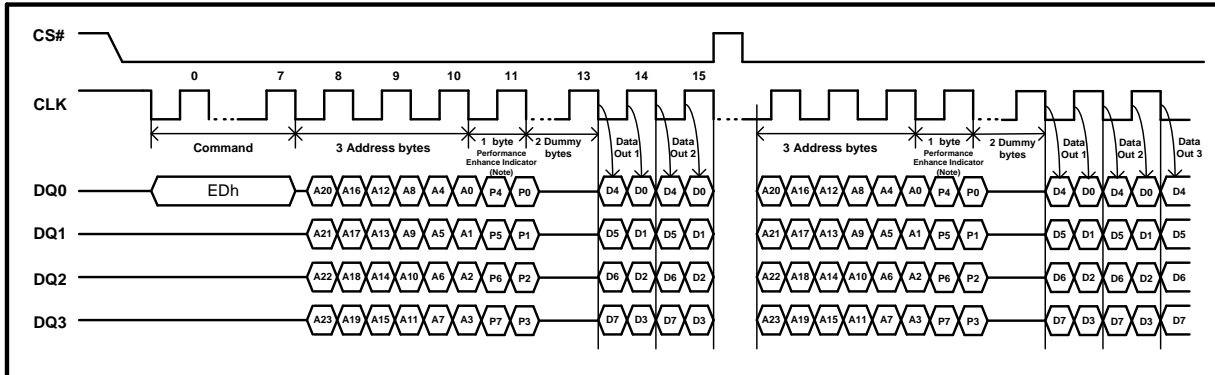 CS#
0 7 8 9 10 11 13 14 15
CLK
Command 3 Address bytes 1 byte Performance Enhance Indicator (Note) 2 Dummy bytes Data Out 1 Data Out 2 3 Address bytes 1 byte Performance Enhance Indicator (Note) 2 Dummy bytes Data Out 1 Data Out 2 Data Out 3
DQ0 EDh A20 A16 A12 A8 A4 A0 P4 P0 D4 D0 D4 D0 A20 A16 A12 A8 A4 A0 P4 P0 D4 D0 D4 D0 D4
DQ1 A21 A17 A13 A9 A5 A1 P5 P1 D5 D1 D5 D1 A21 A17 A13 A9 A5 A1 P5 P1 D5 D1 D5 D1 D5
DQ2 A22 A18 A14 A10 A6 A2 P6 P2 D6 D2 D6 D2 A22 A18 A14 A10 A6 A2 P6 P2 D6 D2 D6 D2 D6
DQ3 A23 A19 A15 A11 A7 A3 P7 P3 D7 D3 D7 D3 A23 A19 A15 A11 A7 A3 P7 P3 D7 D3 D7 D3 D7